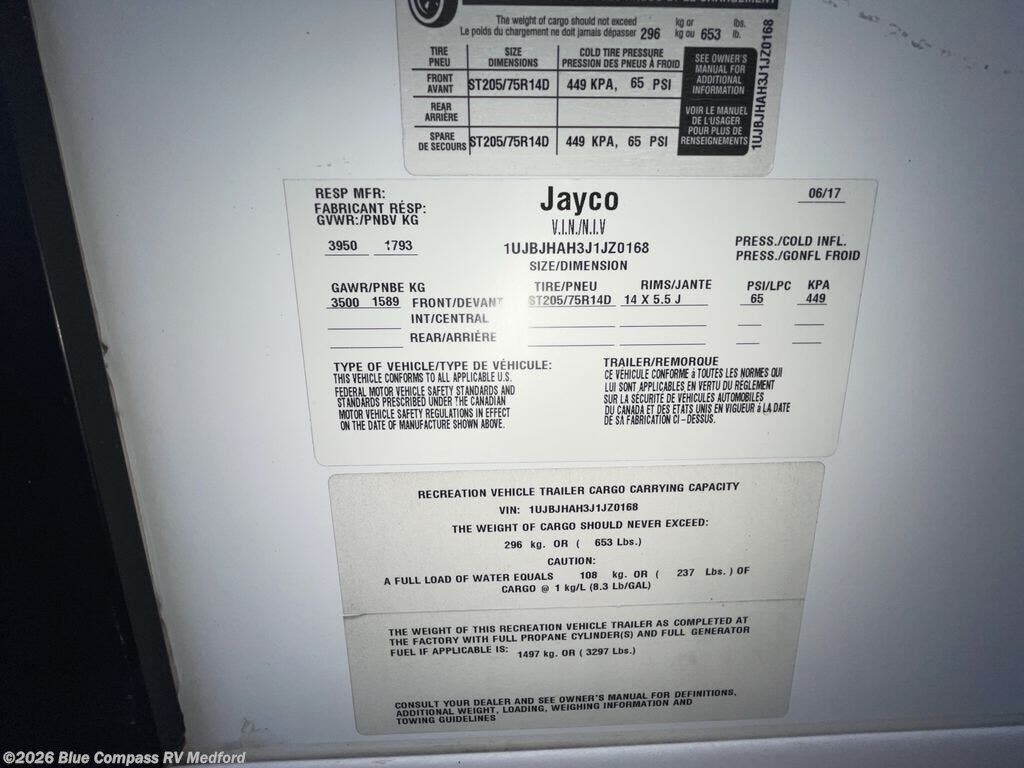 The weight of cargo should not exceed kg or lbs.
Le poids du chargement ne doit jamais dépasser 296 kg ou 653 lb.
TIRE SIZE COLD TIRE PRESSURE
PNEU DIMENSIONS PRESSION DES PNEUS À FROID
FRONT
AVANT ST205/75R14D 449 KPA, 65 PSI
REAR
ARRIÈRE
SPARE
DE SECOURS ST205/75R14D 449 KPA, 65 PSI
SEE OWNER'S
MANUAL FOR
ADDITIONAL
INFORMATION
VOIR LE MANUEL
DE L'USAGER
POUR PLUS DE
RENSEIGNEMENTS
1UJBJHAH3J1JZ0168
RESP MFR: Jayco 06/17
FABRICANT RÉSP:
GVWR:/PNBV KG V.I.N./N.I.V
3950 1793 1UJBJHAH3J1JZ0168 PRESS./COLD INFL.
SIZE/DIMENSION PRESS./GONFL FROID
GAWR/PNBE KG TIRE/PNEU RIMS/JANTE PSI/LPC KPA
3500 1589 FRONT/DEVANT ST205/75R14D 14 X 5.5 J 65 449
INT/CENTRAL
REAR/ARRIÉRE
TYPE OF VEHICLE/TYPE DE VÉHICULE: TRAILER/REMORQUE
THIS VEHICLE CONFORMS TO ALL APPLICABLE U.S.
FEDERAL MOTOR VEHICLE SAFETY STANDARDS AND
STANDARDS PRESCRIBED UNDER THE CANADIAN
MOTOR VEHICLE SAFETY REGULATIONS IN EFFECT
ON THE DATE OF MANUFACTURE SHOWN ABOVE.
CE VÉHICULE CONFORME à TOUTES LES NORMES QUI
LUI SONT APPLICABLES EN VERTU DU RÈGLEMENT
SUR LA SÉCURITÉ DE VÉHICULES AUTOMOBILES
DU CANADA ET DES ETATS UNIS EN VIGUEUR à LA DATE
DE SA FABRICATION CI-DESSUS.
RECREATION VEHICLE TRAILER CARGO CARRYING CAPACITY
VIN: 1UJBJHAH3J1JZ0168
THE WEIGHT OF CARGO SHOULD NEVER EXCEED:
296 kg. OR ( 653 Lbs.)
CAUTION:
A FULL LOAD OF WATER EQUALS 108 kg. OR ( 237 Lbs. ) OF
CARGO @ 1 kg/L (8.3 Lb/GAL)
THE WEIGHT OF THIS RECREATION VEHICLE TRAILER AS COMPLETED AT
THE FACTORY WITH FULL PROPANE CYLINDER(S) AND FULL GENERATOR
FUEL IF APPLICABLE IS: 1497 kg. OR ( 3297 Lbs.)
CONSULT YOUR DEALER AND SEE OWNER'S MANUAL FOR DEFINITIONS,
ADDITIONAL WEIGHT, LOADING, WEIGHING INFORMATION AND
TOWING GUIDELINES
©2026 Blue Compass RV Medford